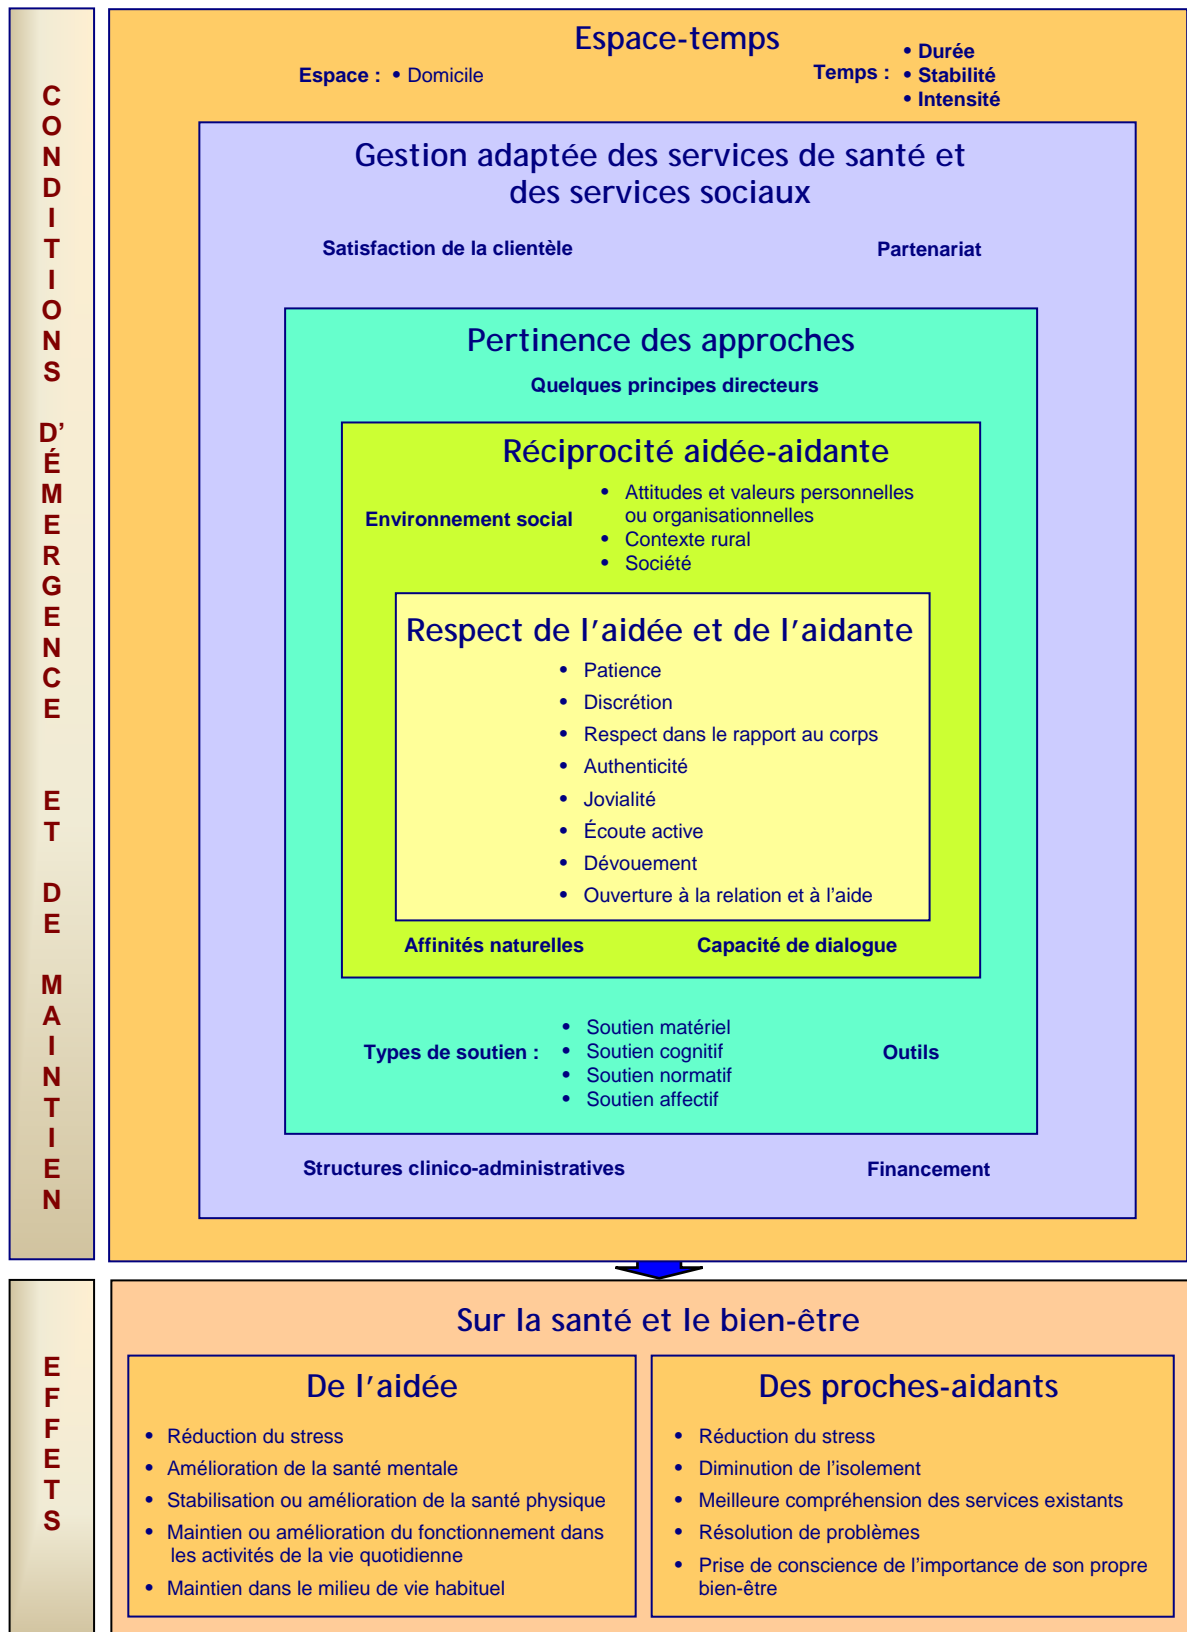 CONDITIONS D'ÉMERGENCE ET DE MAINTIEN
Espace-temps
Espace : • Domicile
Temps : • Durée
• Stabilité
• Intensité
Gestion adaptée des services de santé et
des services sociaux
Satisfaction de la clientèle Partenariat
Pertinence des approches
Quelques principes directeurs
Réciprocité aidée-aidante
Environnement social
• Attitudes et valeurs personnelles
ou organisationnelles
• Contexte rural
• Société
Respect de l'aidée et de l'aidante
• Patience
• Discrétion
• Respect dans le rapport au corps
• Authenticité
• Jovialité
• Écoute active
• Dévouement
• Ouverture à la relation et à l'aide
Affinités naturelles Capacité de dialogue
Types de soutien :
• Soutien matériel
• Soutien cognitif
• Soutien normatif
• Soutien affectif
Outils
Structures clinico-administratives Financement
EFFETS
Sur la santé et le bien-être
De l'aidée
• Réduction du stress
• Amélioration de la santé mentale
• Stabilisation ou amélioration de la santé physique
• Maintien ou amélioration du fonctionnement dans
les activités de la vie quotidienne
• Maintien dans le milieu de vie habituel
Des proches-aidants
• Réduction du stress
• Diminution de l'isolement
• Meilleure compréhension des services existants
• Résolution de problèmes
• Prise de conscience de l'importance de son propre
bien-être